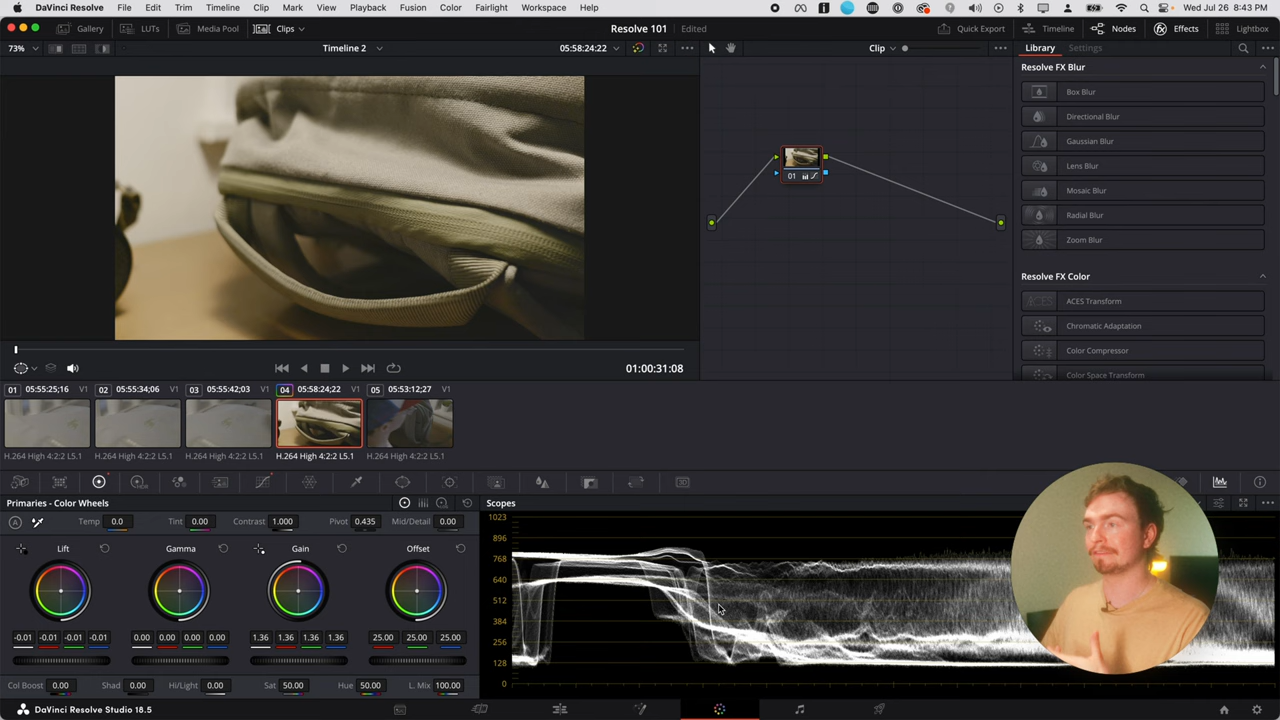 DaVinci Resolve File Edit Trim Timeline Clip Mark View Playback Fusion Color Fairlight Workspace Help Wed Jul 26 8:43 PM
Gallery LUTs Media Pool Clips Resolve 101 Edited Quick Export Timeline Nodes Effects Lightbox
73% Timeline 2 05:58:24:22 Clip Library Settings
Resolve FX Blur
Box Blur
Directional Blur
Gaussian Blur
Lens Blur
Mosaic Blur
Radial Blur
Zoom Blur
Resolve FX Color
ACES Transform
Chromatic Adaptation
Color Compressor
Color Space Transform
01
01:00:31:08
01 05:55:25;16 V1 02 05:55:34;06 V1 03 05:55:42;03 V1 04 05:58:24;22 V1 05 05:53:12;27 V1
H.264 High 4:2:2 L5.1 H.264 High 4:2:2 L5.1 H.264 High 4:2:2 L5.1 H.264 High 4:2:2 L5.1 H.264 High 4:2:2 L5.1
Primaries - Color Wheels
Temp 0.0 Tint 0.00 Contrast 1.000 Pivot 0.435 Mid/Detail 0.00
Lift Gamma Gain Offset
-0.01 -0.01 -0.01 -0.01 0.00 0.00 0.00 0.00 1.36 1.36 1.36 1.36 25.00 25.00 25.00
Col Boost 0.00 Shad 0.00 Hi/Light 0.00 Sat 50.00 Hue 50.00 L. Mix 100.00
Scopes
1023
896
768
640
512
384
256
128
0
DaVinci Resolve Studio 18.5